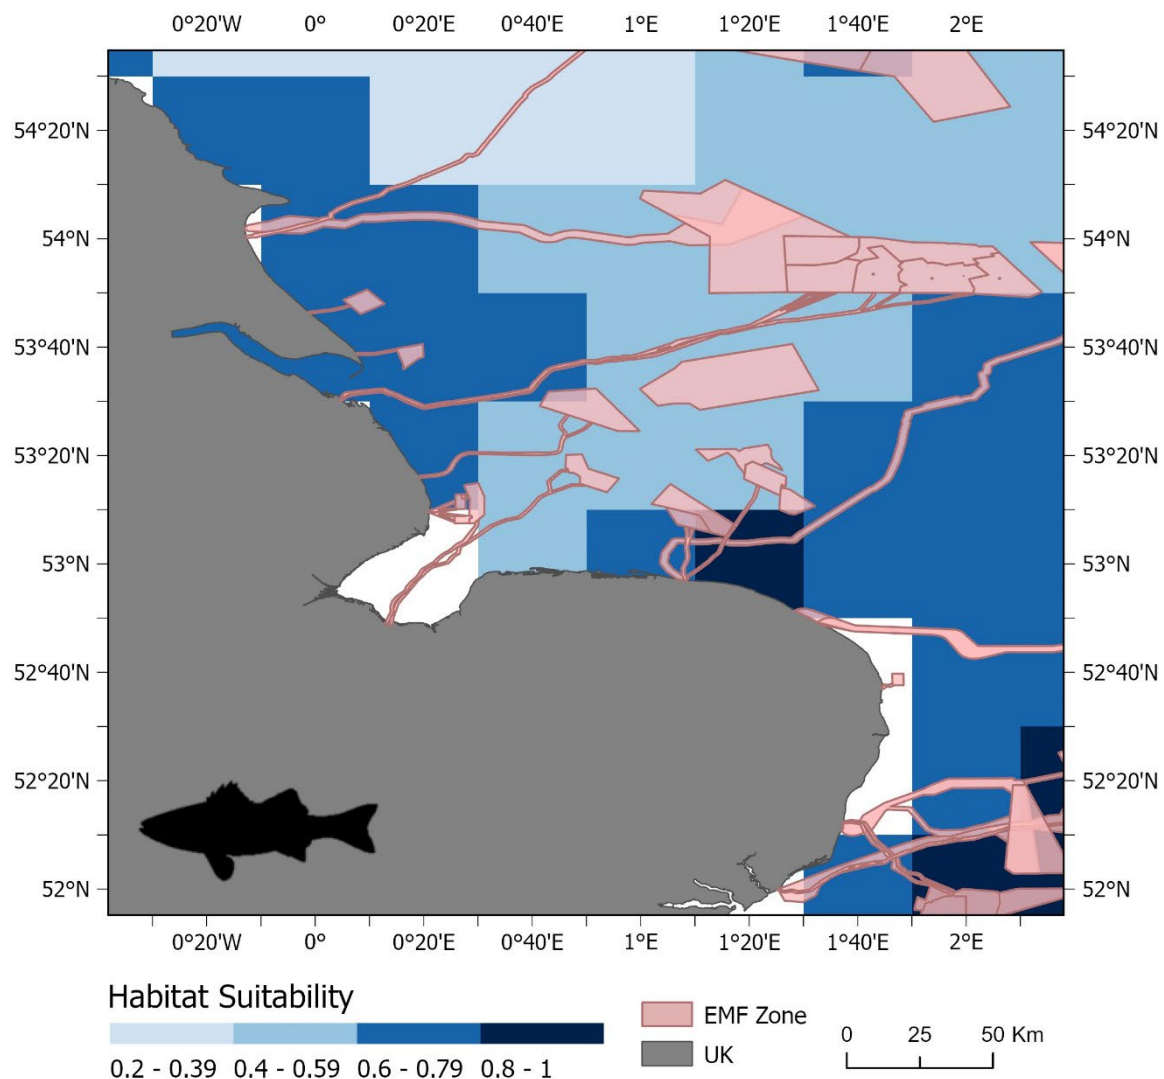 0°20'W 0° 0°20'E 0°40'E 1°E 1°20'E 1°40'E 2°E
54°20'N 54°20'N
54°N 54°N
53°40'N 53°40'N
53°20'N 53°20'N
53°N 53°N
52°40'N 52°40'N
52°20'N 52°20'N
52°N 52°N
0°20'W 0° 0°20'E 0°40'E 1°E 1°20'E 1°40'E 2°E
Habitat Suitability
0.2 - 0.39 0.4 - 0.59 0.6 - 0.79 0.8 - 1
EMF Zone
UK
0 25 50 Km